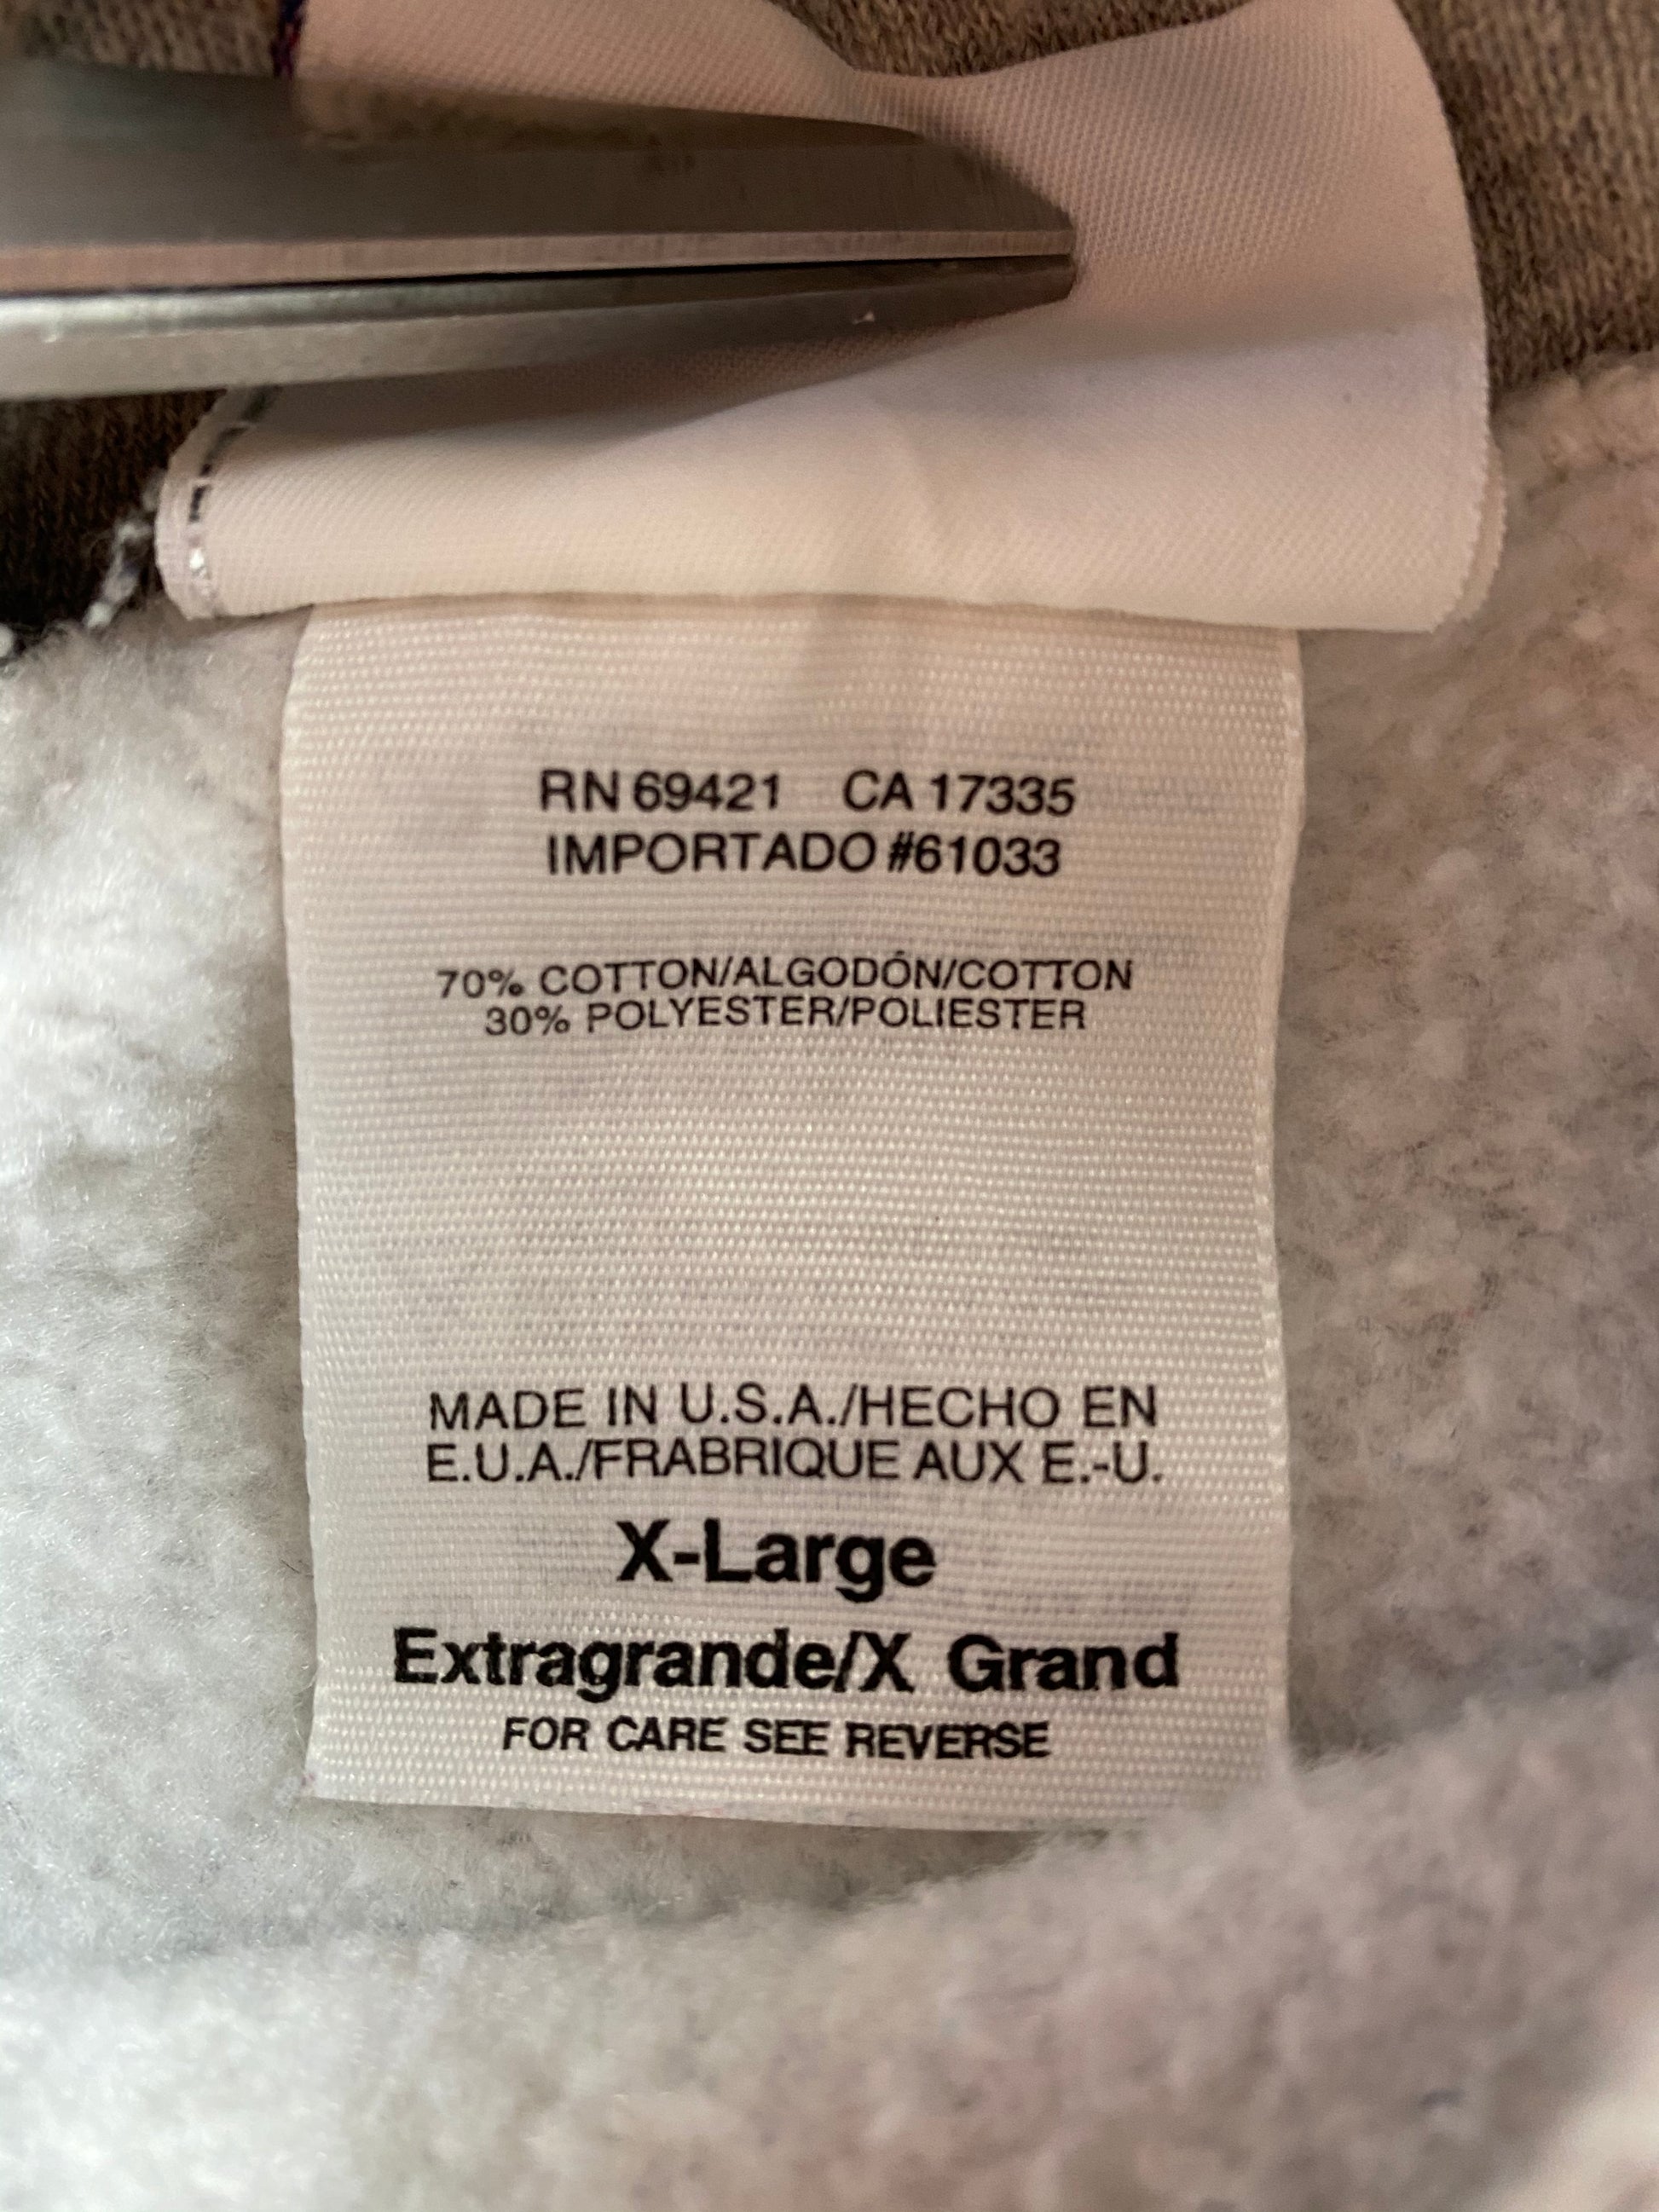 RN 69421 CA 17335
IMPORTADO #61033
70% COTTON/ALGODÓN/COTTON
30% POLYESTER/POLIESTER
MADE IN U.S.A./HECHO EN
E.U.A./FRABRIQUE AUX E.-U.
X-Large
Extragrande/X Grand
FOR CARE SEE REVERSE